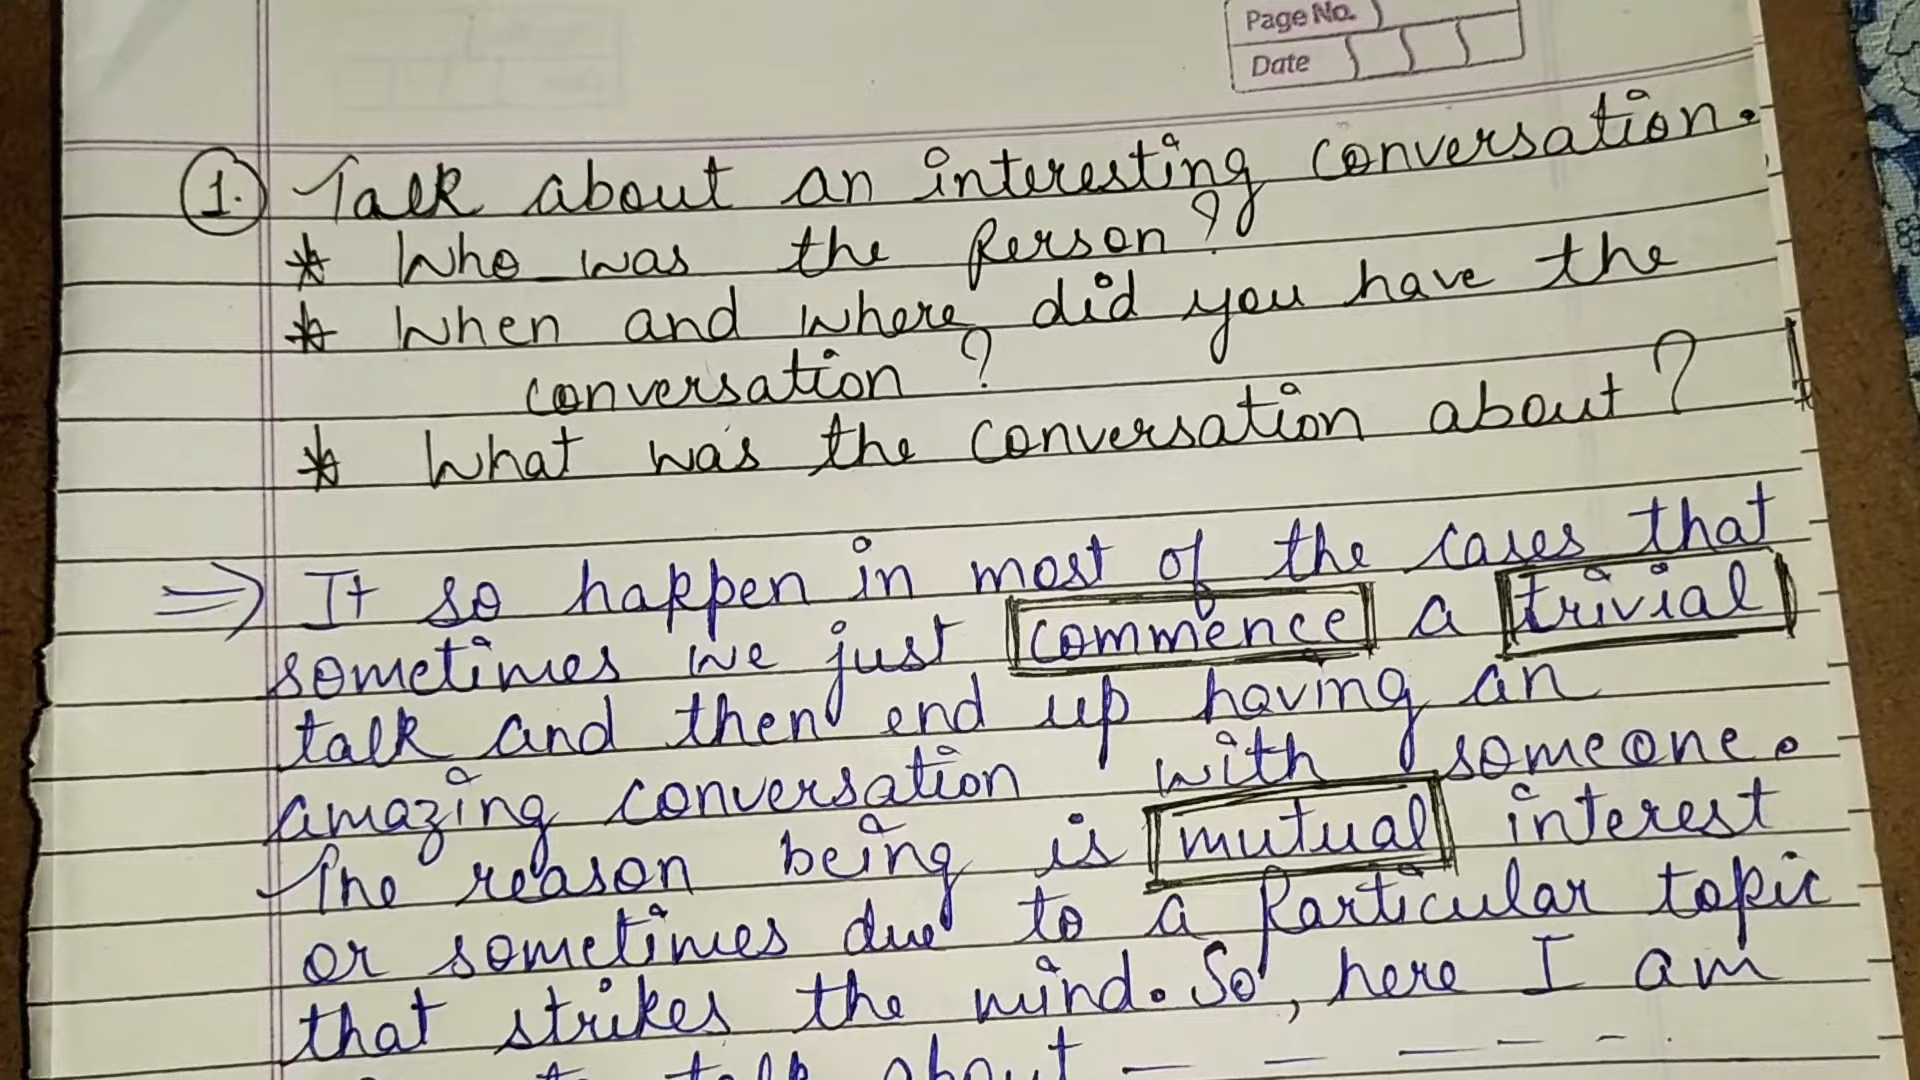 Page No.
Date
1. Talk about an interesting conversation.
* Who was the person?
* When and where did you have the
conversation?
* What was the conversation about?
⇒ It so happen in most of the cases that
sometimes we just commence a trivial
talk and then end up having an
amazing conversation with someone.
The reason being is mutual interest
or sometimes due to a particular topic
that strikes the mind. So, here I am
talk about - - - - - .